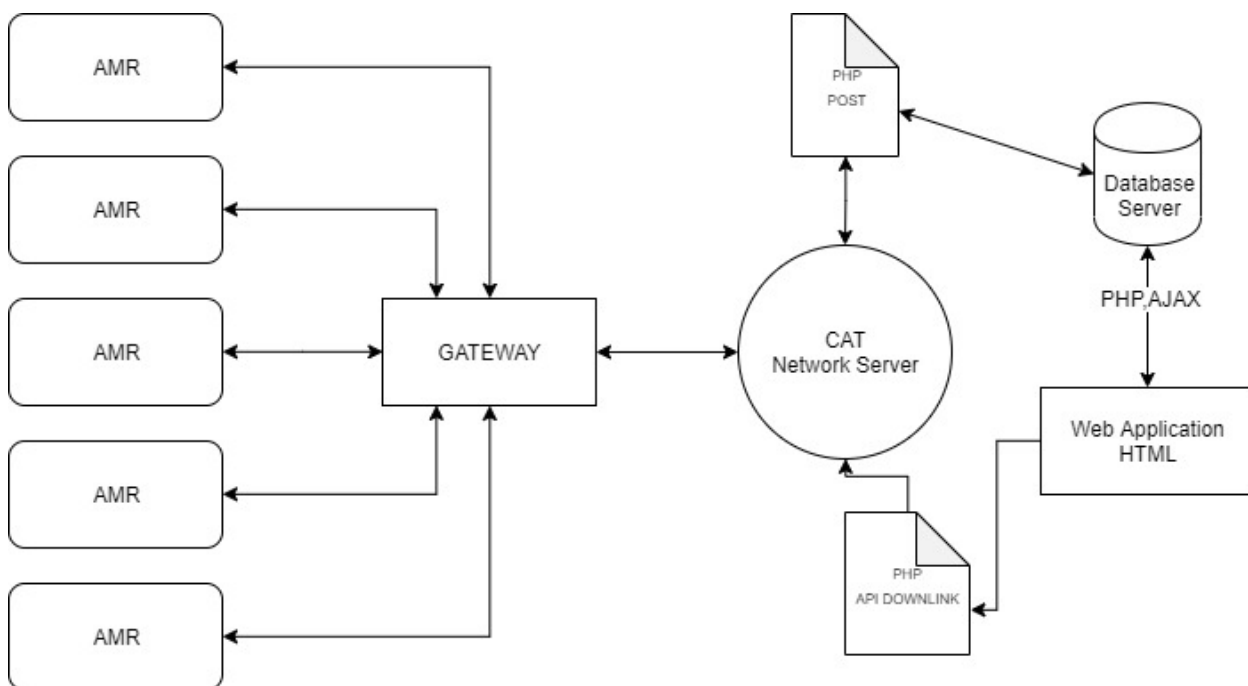 AMR
AMR
AMR
AMR
AMR
GATEWAY
CAT
Network Server
PHP
POST
Database
Server
PHP,AJAX
Web Application
HTML
PHP
API DOWNLINK